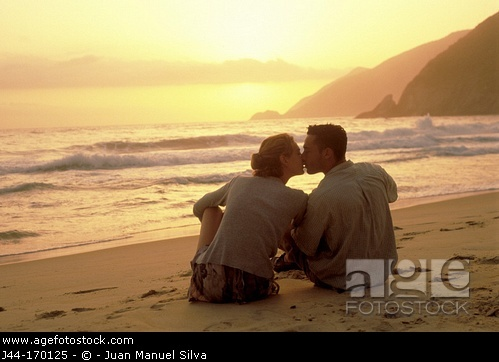 age
FOTOSTOCK
www.agefotostock.com
J44-170125 - © - Juan Manuel Silva